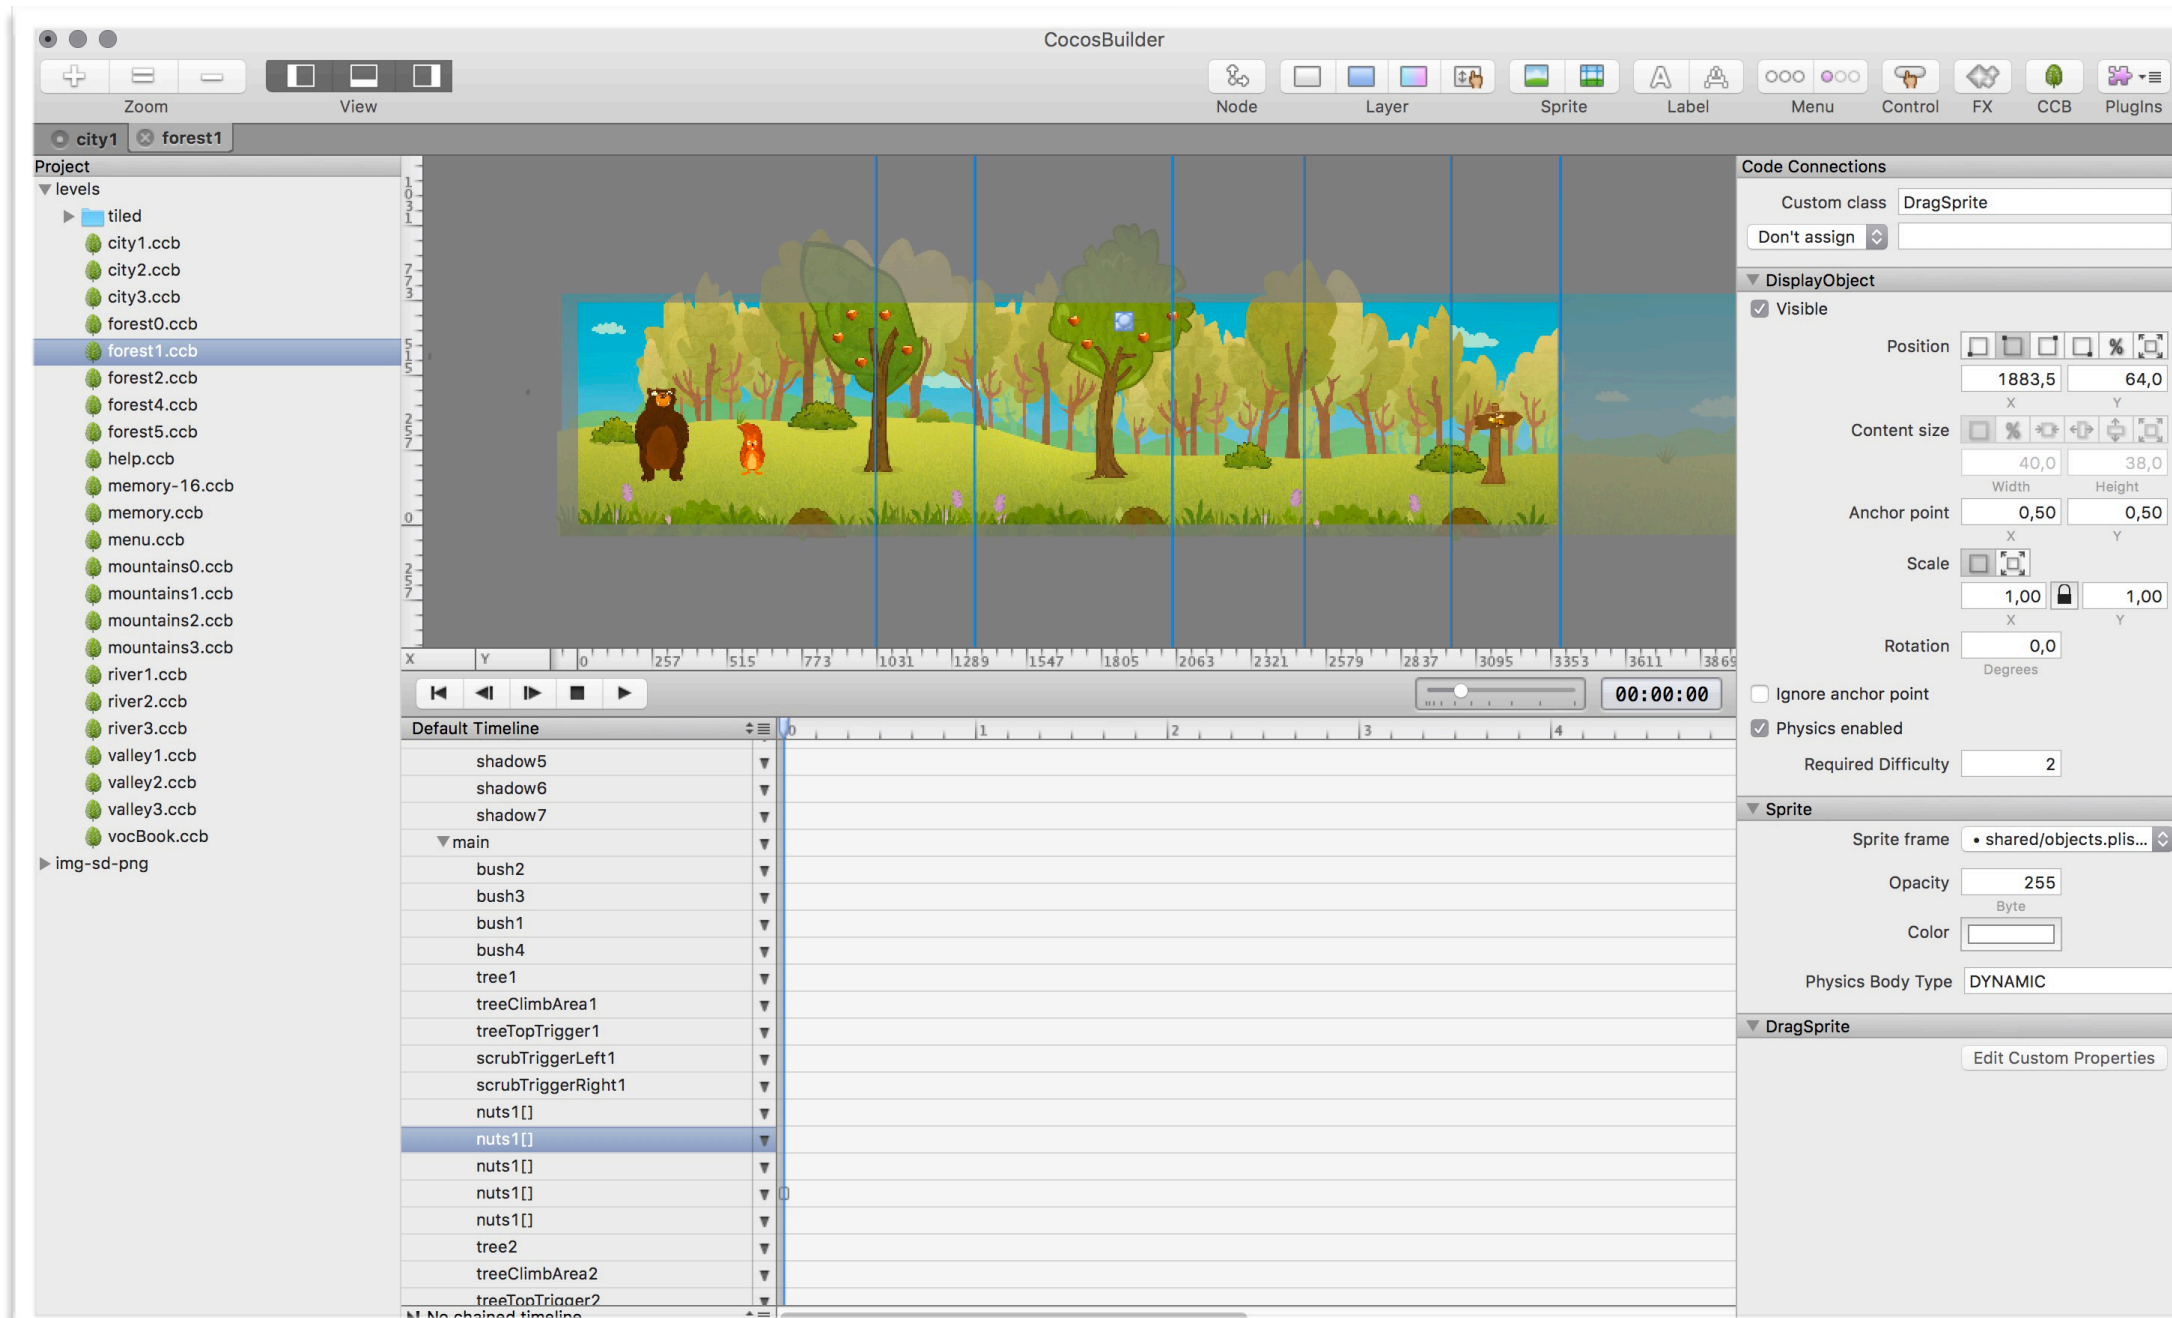 CocosBuilder
Zoom View Node Layer Sprite Label Menu Control FX CCB PlugIns
city1 forest1
Project
levels
tiled
city1.ccb
city2.ccb
city3.ccb
forest0.ccb
forest1.ccb
forest2.ccb
forest4.ccb
forest5.ccb
help.ccb
memory-16.ccb
memory.ccb
menu.ccb
mountains0.ccb
mountains1.ccb
mountains2.ccb
mountains3.ccb
river1.ccb
river2.ccb
river3.ccb
valley1.ccb
valley2.ccb
valley3.ccb
vocBook.ccb
img-sd-png
1031
773
515
257
0
257
X Y 0 257 515 773 1031 1289 1547 1805 2063 2321 2579 2837 3095 3353 3611 3869
00:00:00
Default Timeline 0 1 2 3 4
shadow5
shadow6
shadow7
main
bush2
bush3
bush1
bush4
tree1
treeClimbArea1
treeTopTrigger1
scrubTriggerLeft1
scrubTriggerRight1
nuts1[]
nuts1[]
nuts1[]
nuts1[]
nuts1[]
tree2
treeClimbArea2
treeTopTrigger2
No chained timeline
Code Connections
Custom class DragSprite
Don't assign
DisplayObject
Visible
Position %
1883,5 64,0
X Y
Content size %
40,0 38,0
Width Height
Anchor point 0,50 0,50
X Y
Scale
1,00 1,00
X Y
Rotation 0,0
Degrees
Ignore anchor point
Physics enabled
Required Difficulty 2
Sprite
Sprite frame • shared/objects.plis...
Opacity 255
Byte
Color
Physics Body Type DYNAMIC
DragSprite
Edit Custom Properties